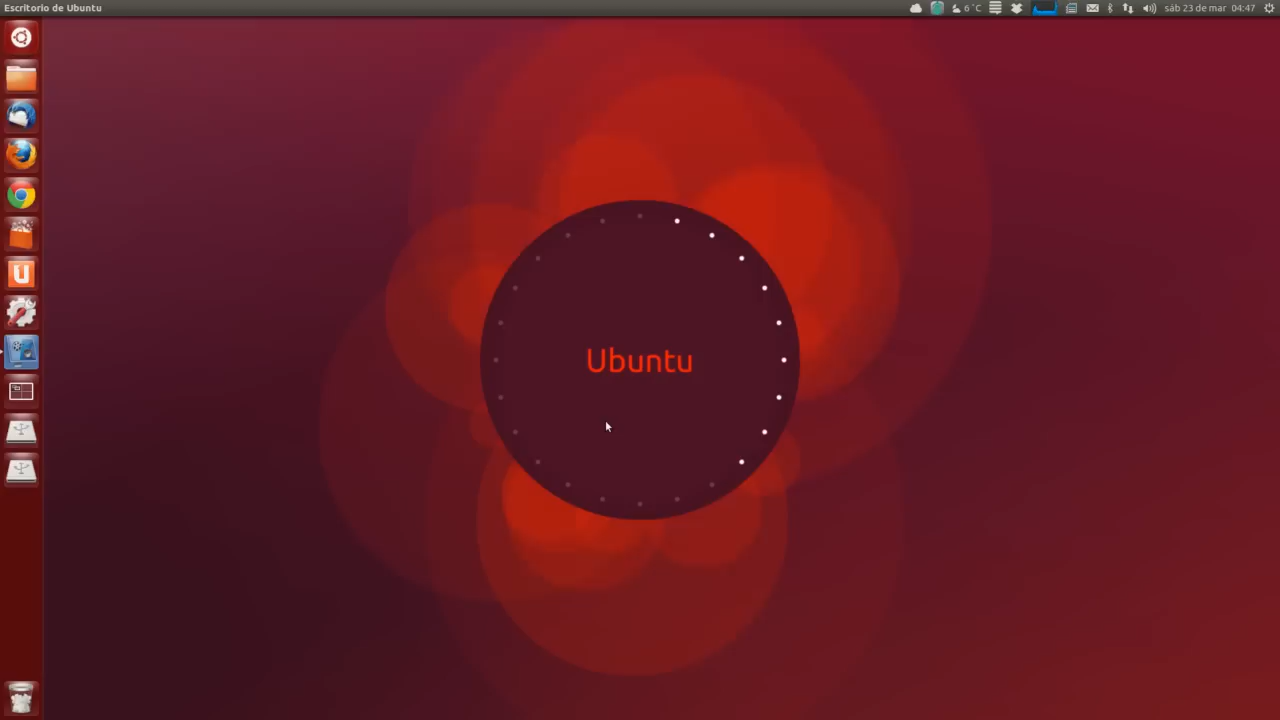 Escritorio de Ubuntu
6 °C
sáb 23 de mar 04:47
U
Ubuntu